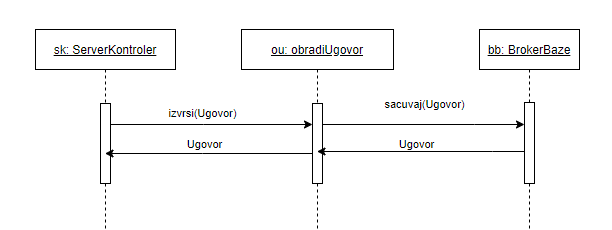 sk: ServerKontroler
ou: obradiUgovor
bb: BrokerBaze
izvrsi(Ugovor)
sacuvaj(Ugovor)
Ugovor
Ugovor